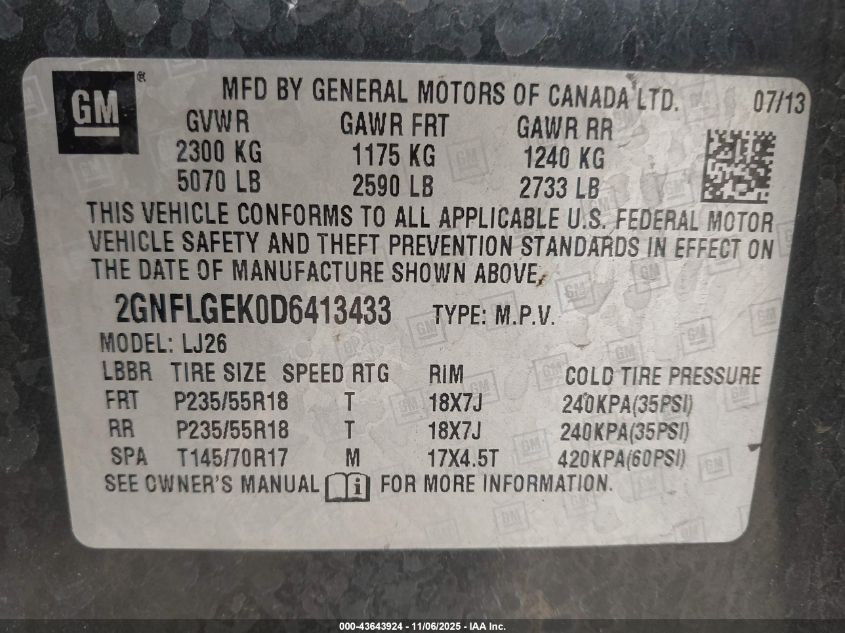 GM ® MFD BY GENERAL MOTORS OF CANADA LTD. 07/13
GVWR GAWR FRT GAWR RR
2300 KG 1175 KG 1240 KG
5070 LB 2590 LB 2733 LB
THIS VEHICLE CONFORMS TO ALL APPLICABLE U.S. FEDERAL MOTOR
VEHICLE SAFETY AND THEFT PREVENTION STANDARDS IN EFFECT ON
THE DATE OF MANUFACTURE SHOWN ABOVE.
2GNFLGEK0D6413433 TYPE: M.P.V.
MODEL: LJ26
LBBR TIRE SIZE SPEED RTG RIM COLD TIRE PRESSURE
FRT P235/55R18 T 18X7J 240KPA(35PSI)
RR P235/55R18 T 18X7J 240KPA(35PSI)
SPA T145/70R17 M 17X4.5T 420KPA(60PSI)
SEE OWNER'S MANUAL FOR MORE INFORMATION.
000-43643924 - 11/06/2025 - IAA Inc.